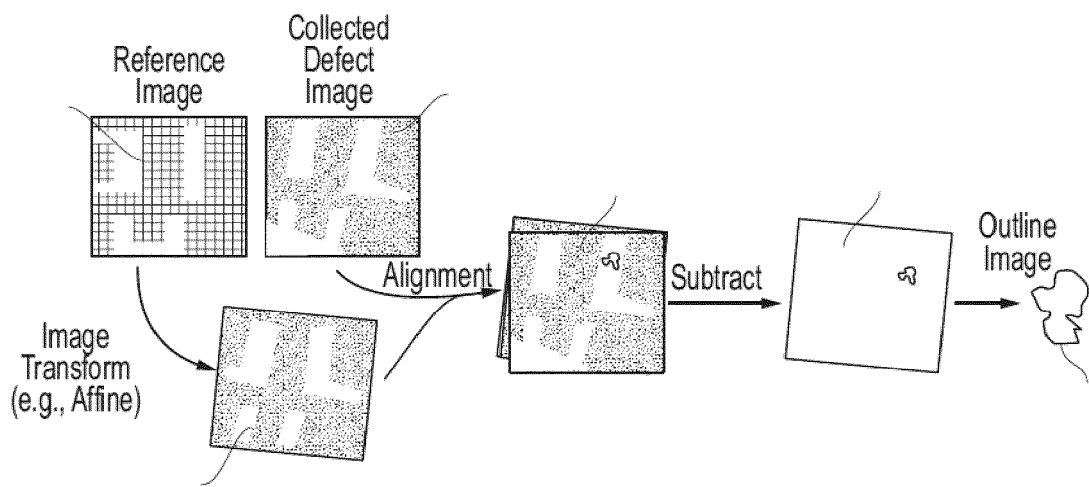 Reference
Image
Collected
Defect
Image
Alignment
Subtract
Outline
Image
Image
Transform
(e.g., Affine)